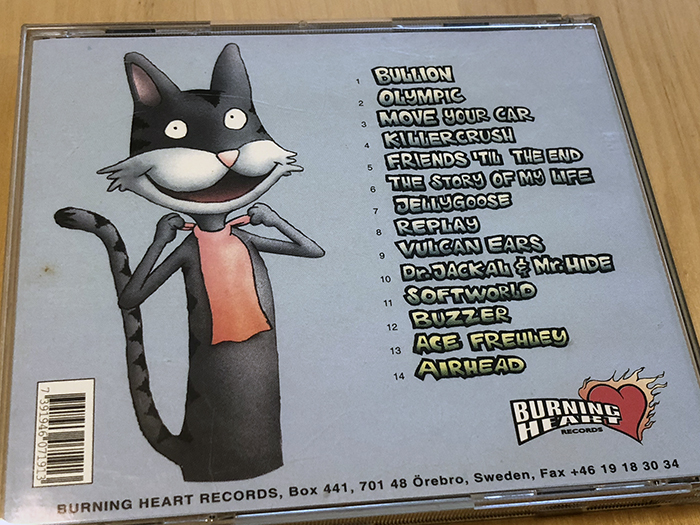 1 BULLION
2 OLYMPIC
3 MOVE YOUR CAR
4 KILLERCRUSH
5 FRIENDS 'TIL THE END
6 THE STORY OF MY LIFE
7 JELLYGOOSE
8 REPLAY
9 VULCAN EARS
10 Dr. JACKAL & Mr. HIDE
11 SOFTWORLD
12 BUZZER
13 ACE FREHLEY
14 AIRHEAD
BURNING
HEART
RECORDS
7 391946 071913
BURNING HEART RECORDS, Box 441, 701 48 Örebro, Sweden, Fax +46 19 18 30 34